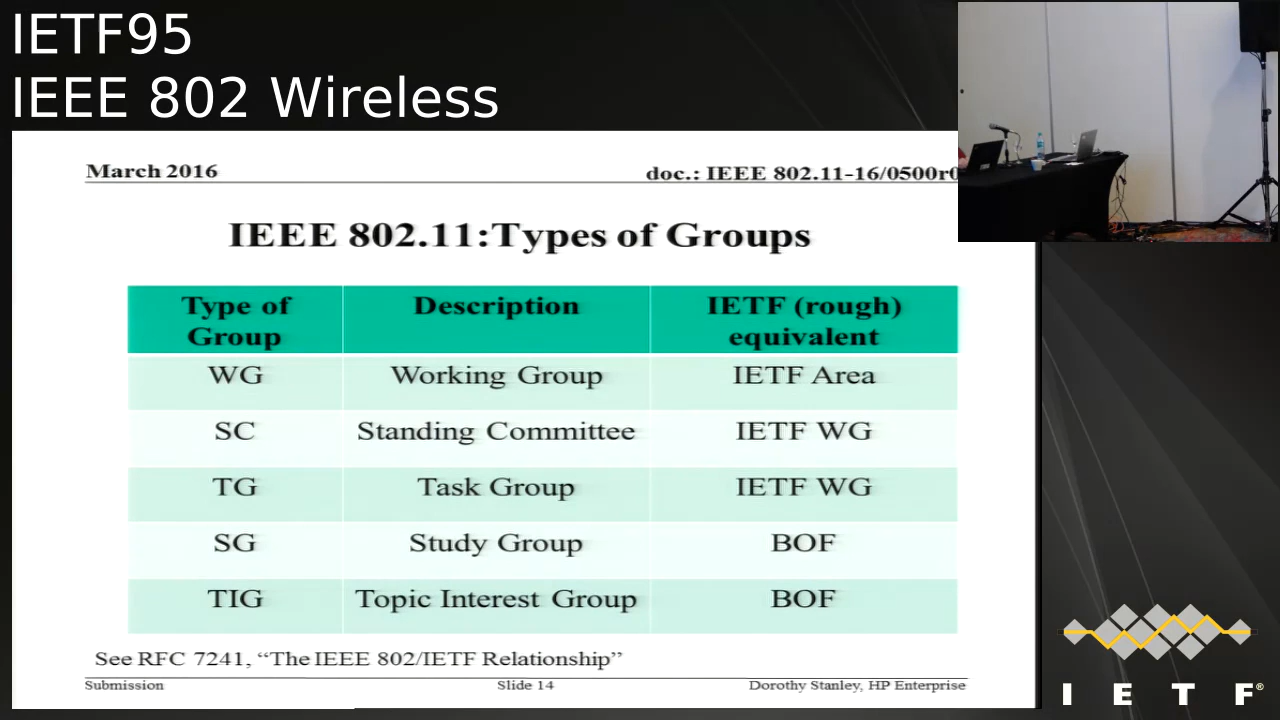 IETF95
IEEE 802 Wireless
March 2016
doc.: IEEE 802.11-16/0500r0
IEEE 802.11:Types of Groups
Type of Group Description IETF (rough) equivalent
WG Working Group IETF Area
SC Standing Committee IETF WG
TG Task Group IETF WG
SG Study Group BOF
TIG Topic Interest Group BOF
See RFC 7241, “The IEEE 802/IETF Relationship”
Submission Slide 14 Dorothy Stanley, HP Enterprise
I E T F®